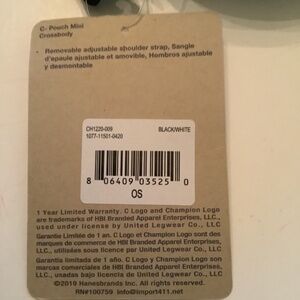 C- Pouch Mini
Crossbody
- Removable adjustable shoulder strap, Sangle
d'epaule ajustable et amovible, Hombros ajustable
y desmontable
CH1220-009
BLACK/WHITE
1077-11501-0420
8 06409 03525 0
OS
1 Year Limited Warranty. C Logo and Champion Logo
are trademarks of HBI Branded Apparel Enterprises, LLC.,
used under license by United Legwear Co., LLC
Garantie Limitée de 1 an. C Logo et Champion Logo sont des
marques de commerce de HBI Branded Apparel Enterprises,
LLC., utilisées sous licence par United Legwear Co., LLC
Garantia limitada de 1 año. C Logo y Champion Logo son
marcas comerciales de HBI Branded Apparel Enterprises,
LLC., usadas bajo licencia de United Legwear Co., LLC
©2019 Hanesbrands Inc. All rights reserved.
RN#100759 info@import411.net